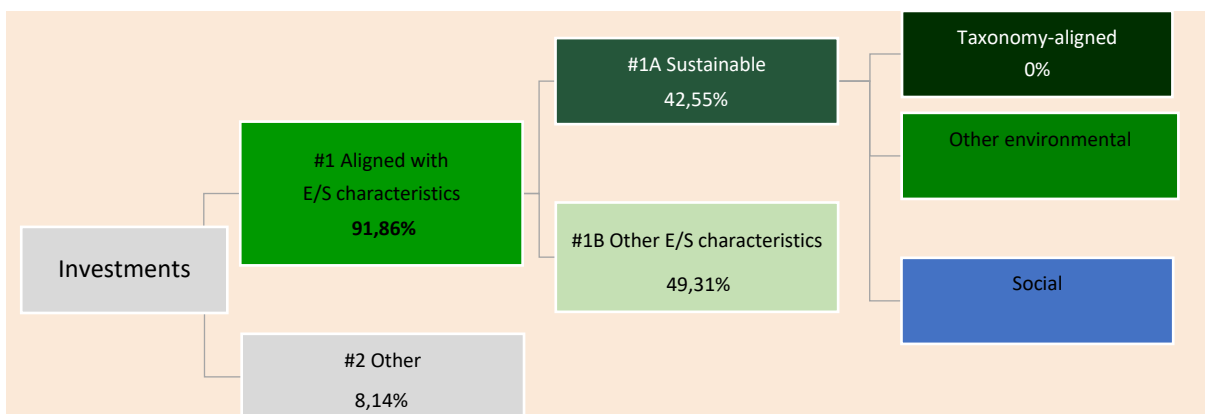 Investments
#1 Aligned with
E/S characteristics
91,86%
#2 Other
8,14%
#1A Sustainable
42,55%
#1B Other E/S characteristics
49,31%
Taxonomy-aligned
0%
Other environmental
Social